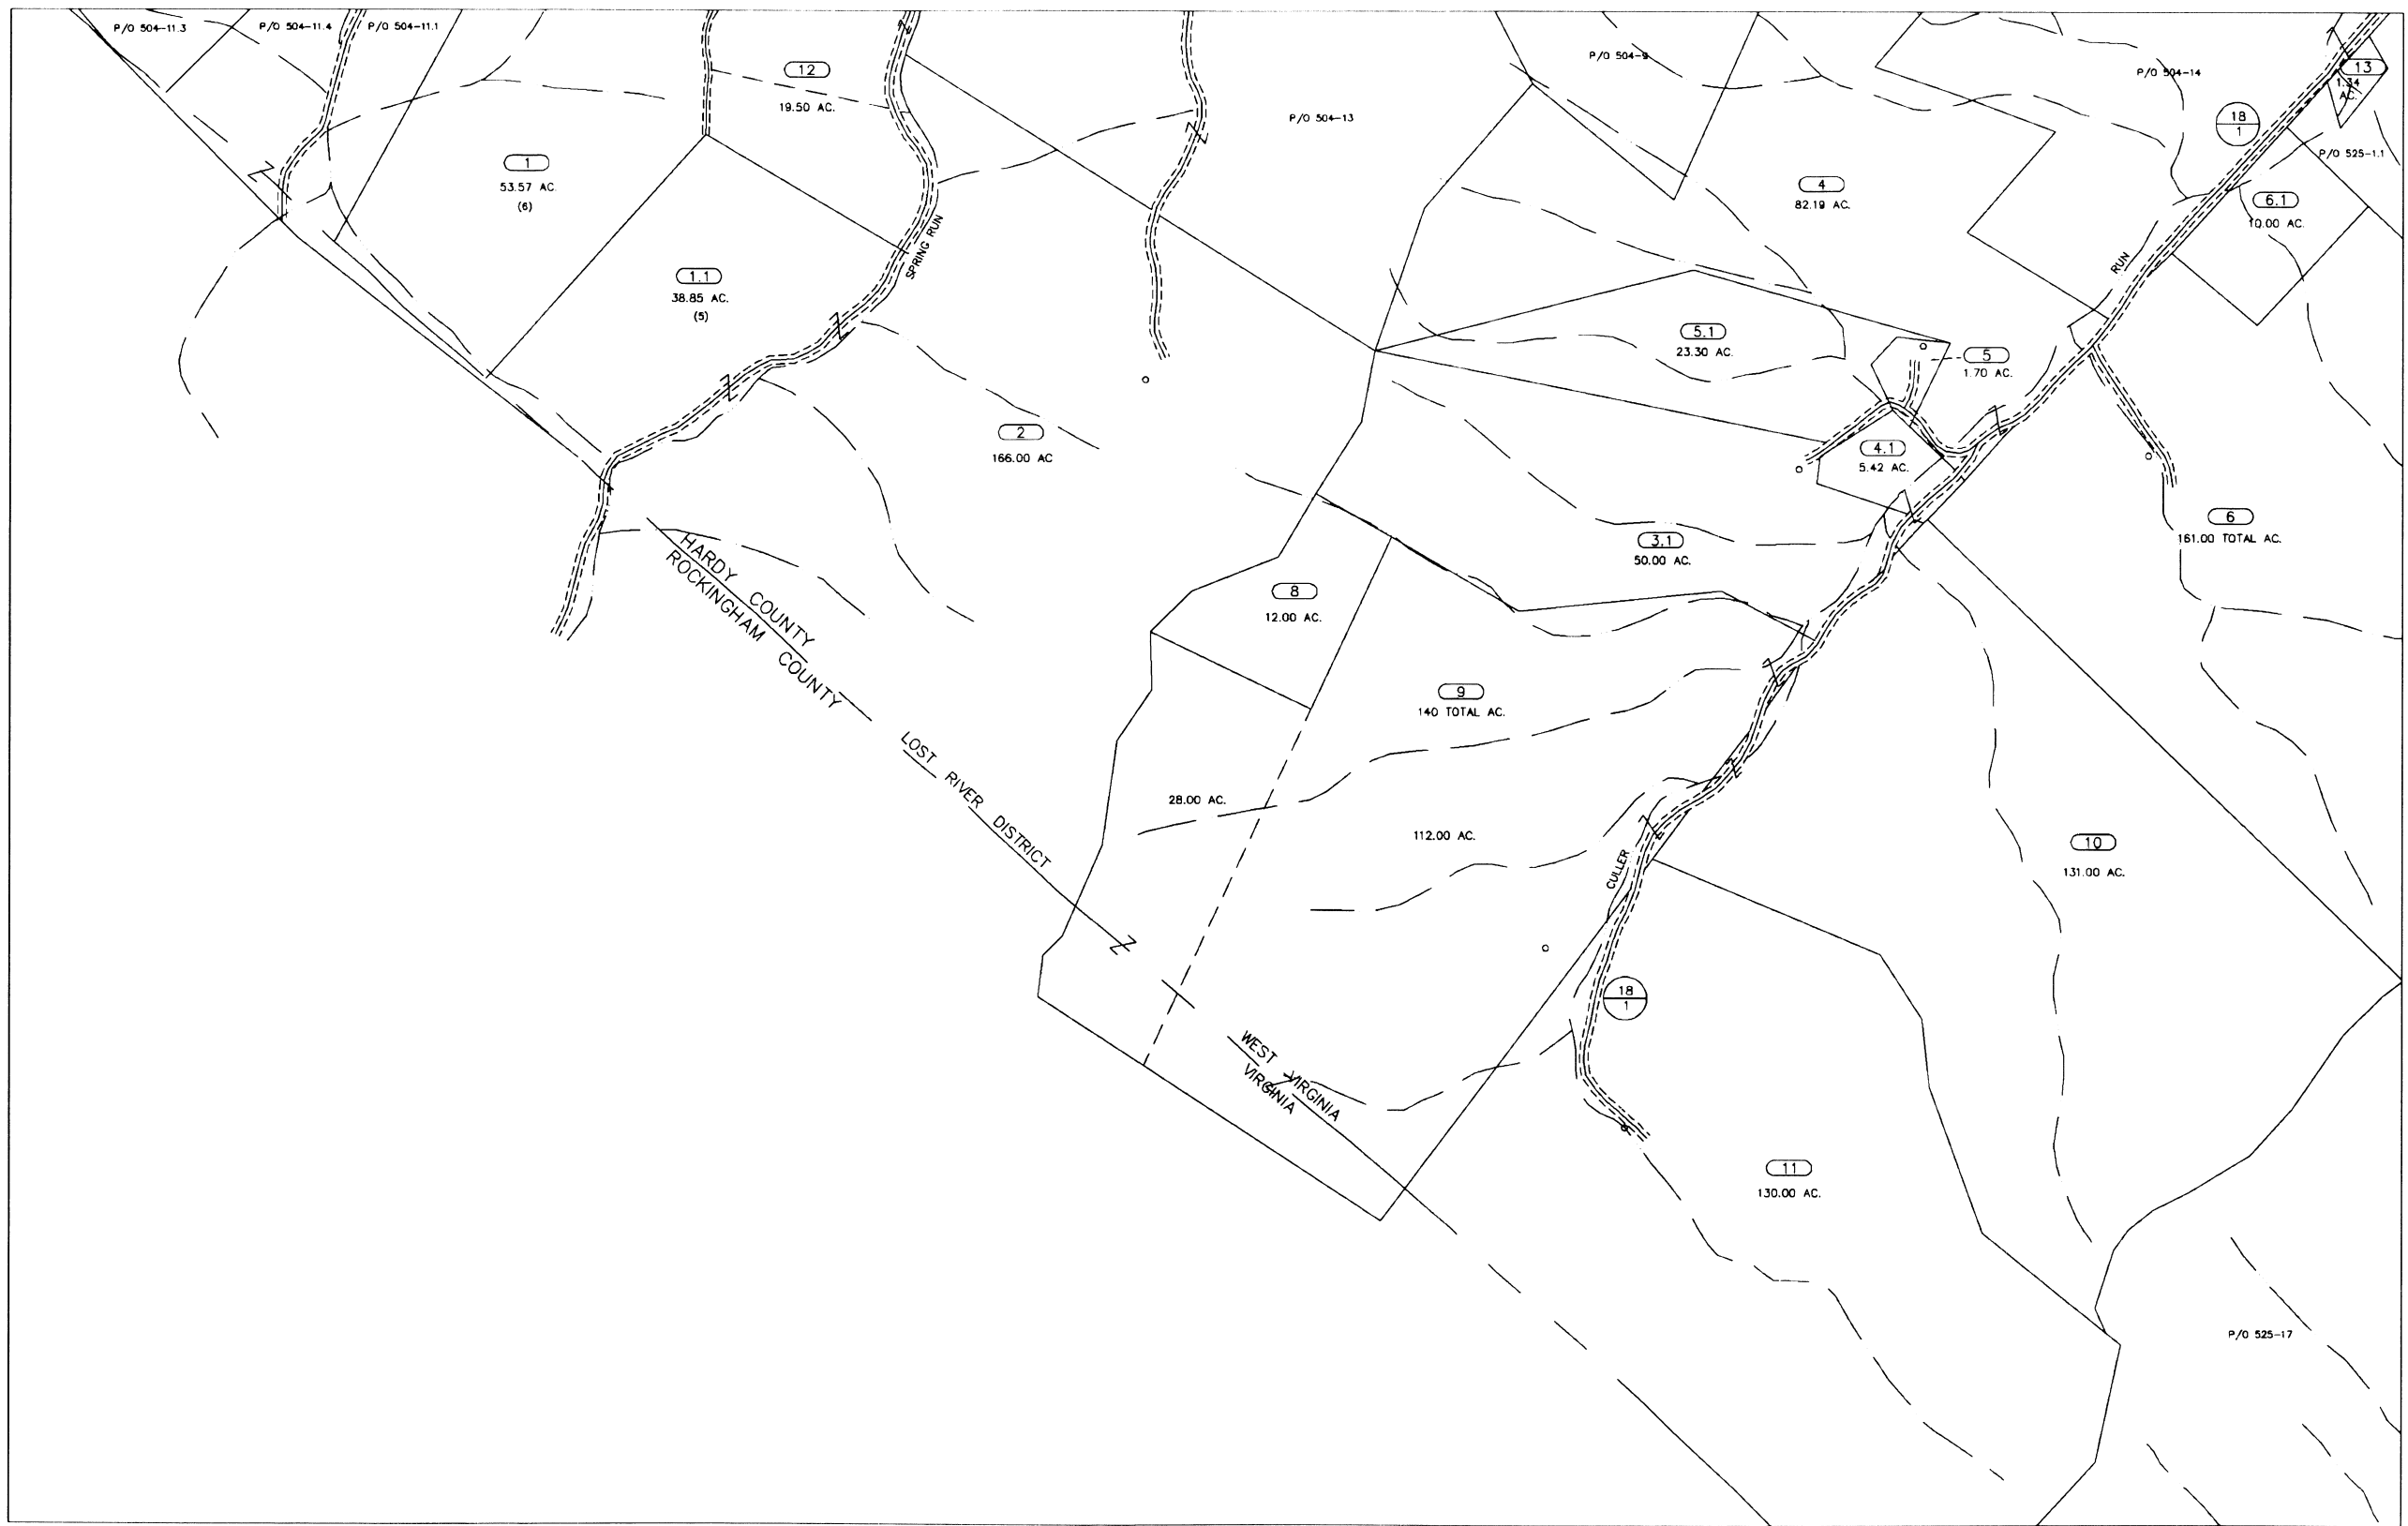 P/O 504-11.3
P/O 504-11.4
P/O 504-11.1
12
19.50 AC.
P/O 504-13
P/O 504-9
P/O 504-14
13
1.34
AC.
18
1
P/O 525-1.1
1
53.57 AC.
(6)
4
82.19 AC.
6.1
10.00 AC.
SPRING RUN
RUN
1.1
38.85 AC.
(5)
5.1
23.30 AC.
5
1.70 AC.
2
166.00 AC
4.1
5.42 AC.
6
161.00 TOTAL AC.
3.1
50.00 AC.
HARDY COUNTY
ROCKINGHAM COUNTY
8
12.00 AC.
9
140 TOTAL AC.
LOST RIVER DISTRICT
28.00 AC.
112.00 AC.
CULLER
10
131.00 AC.
18
1
WEST VIRGINIA
VIRGINIA
11
130.00 AC.
P/O 525-17